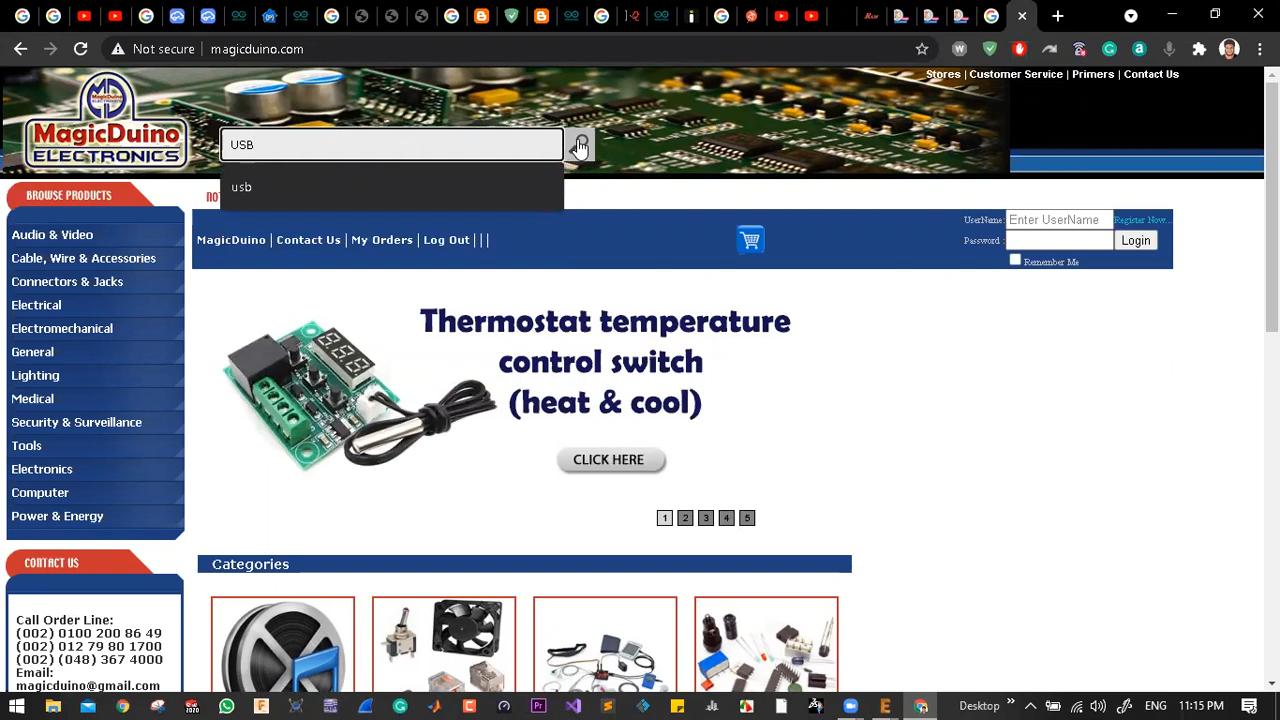 Not secure | magicduino.com
Stores | Customer Service | Primers | Contact Us
MagicDuino
ELECTRONICS
USB
usb
BROWSE PRODUCTS
Audio & Video
Cable, Wire & Accessories
Connectors & Jacks
Electrical
Electromechanical
General
Lighting
Medical
Security & Surveillance
Tools
Electronics
Computer
Power & Energy
MagicDuino | Contact Us | My Orders | Log Out | | |
UserName: Enter UserName Register Now...
Password : Login
Remember Me
Thermostat temperature
control switch
(heat & cool)
CLICK HERE
1 2 3 4 5
Categories
CONTACT US
Call Order Line:
(002) 0100 200 86 49
(002) 012 79 80 1700
(002) (048) 367 4000
Email:
magicduino@gmail.com
Desktop
ENG 11:15 PM